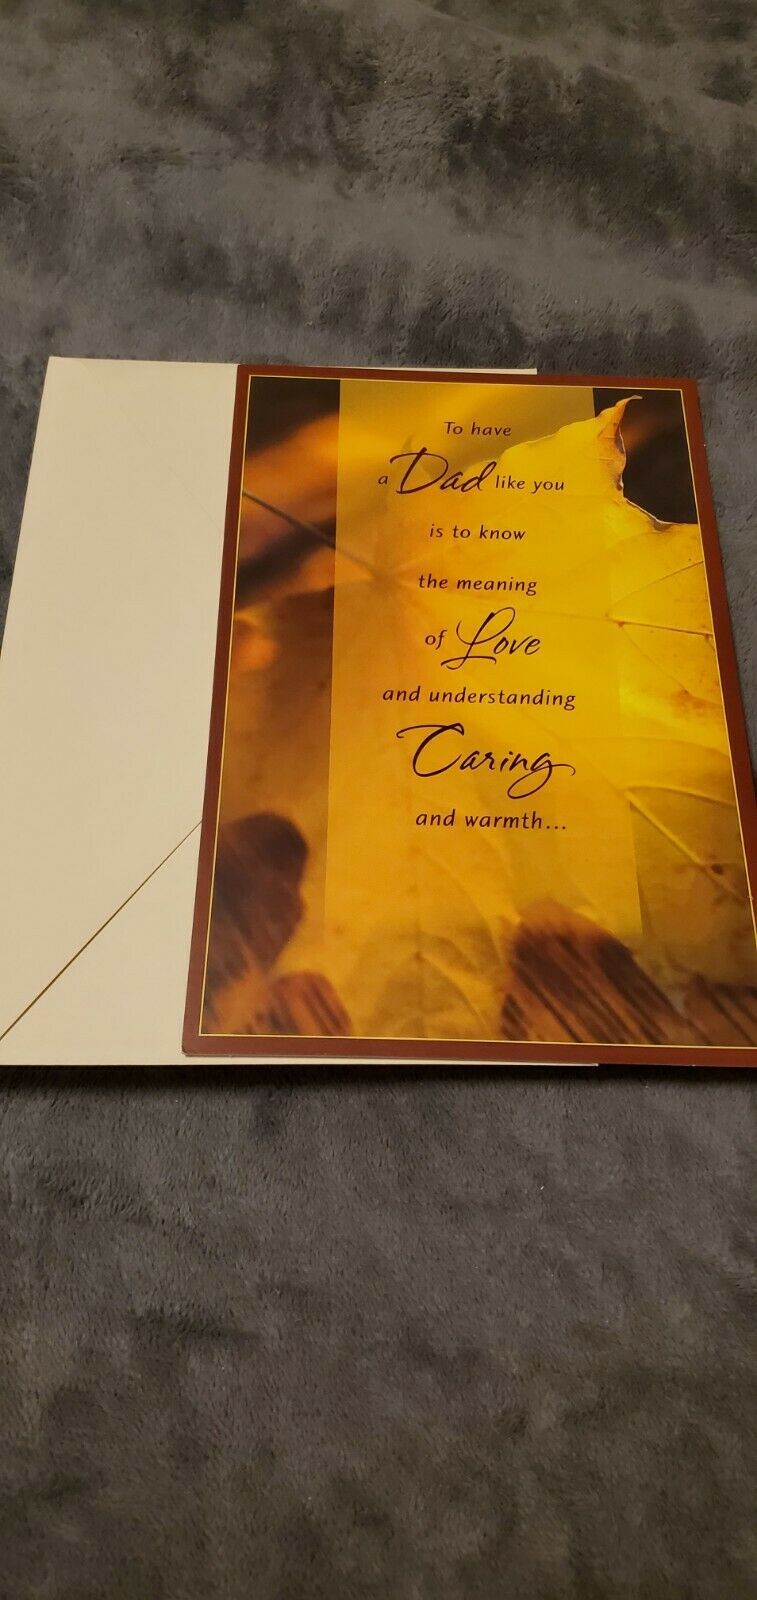 To have
a Dad like you
is to know
the meaning
of Love
and understanding
Caring
and warmth...